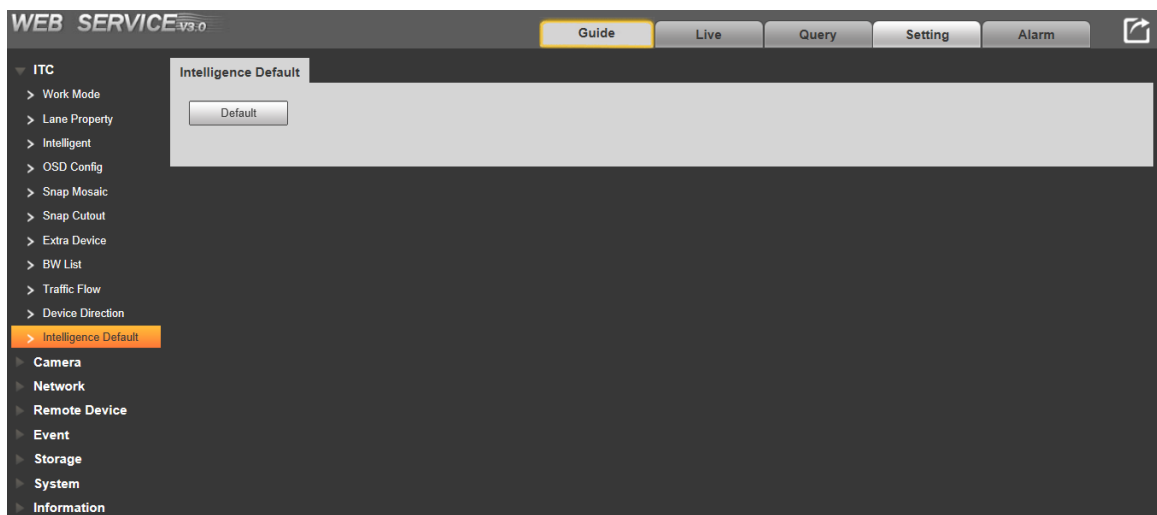 WEB SERVICE V3.0
Guide
Live
Query
Setting
Alarm
ITC
Work Mode
Lane Property
Intelligent
OSD Config
Snap Mosaic
Snap Cutout
Extra Device
BW List
Traffic Flow
Device Direction
Intelligence Default
Camera
Network
Remote Device
Event
Storage
System
Information
Intelligence Default
Default